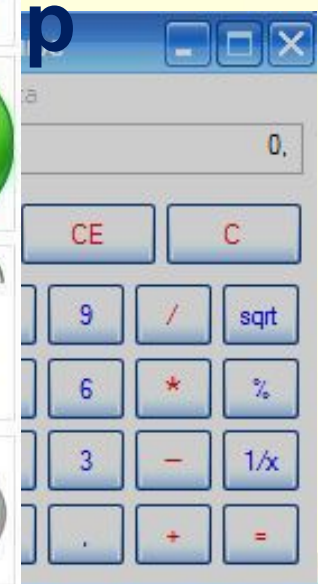 p
0,
CE C
9 / sqrt
6 * %
3 - 1/x
, + =